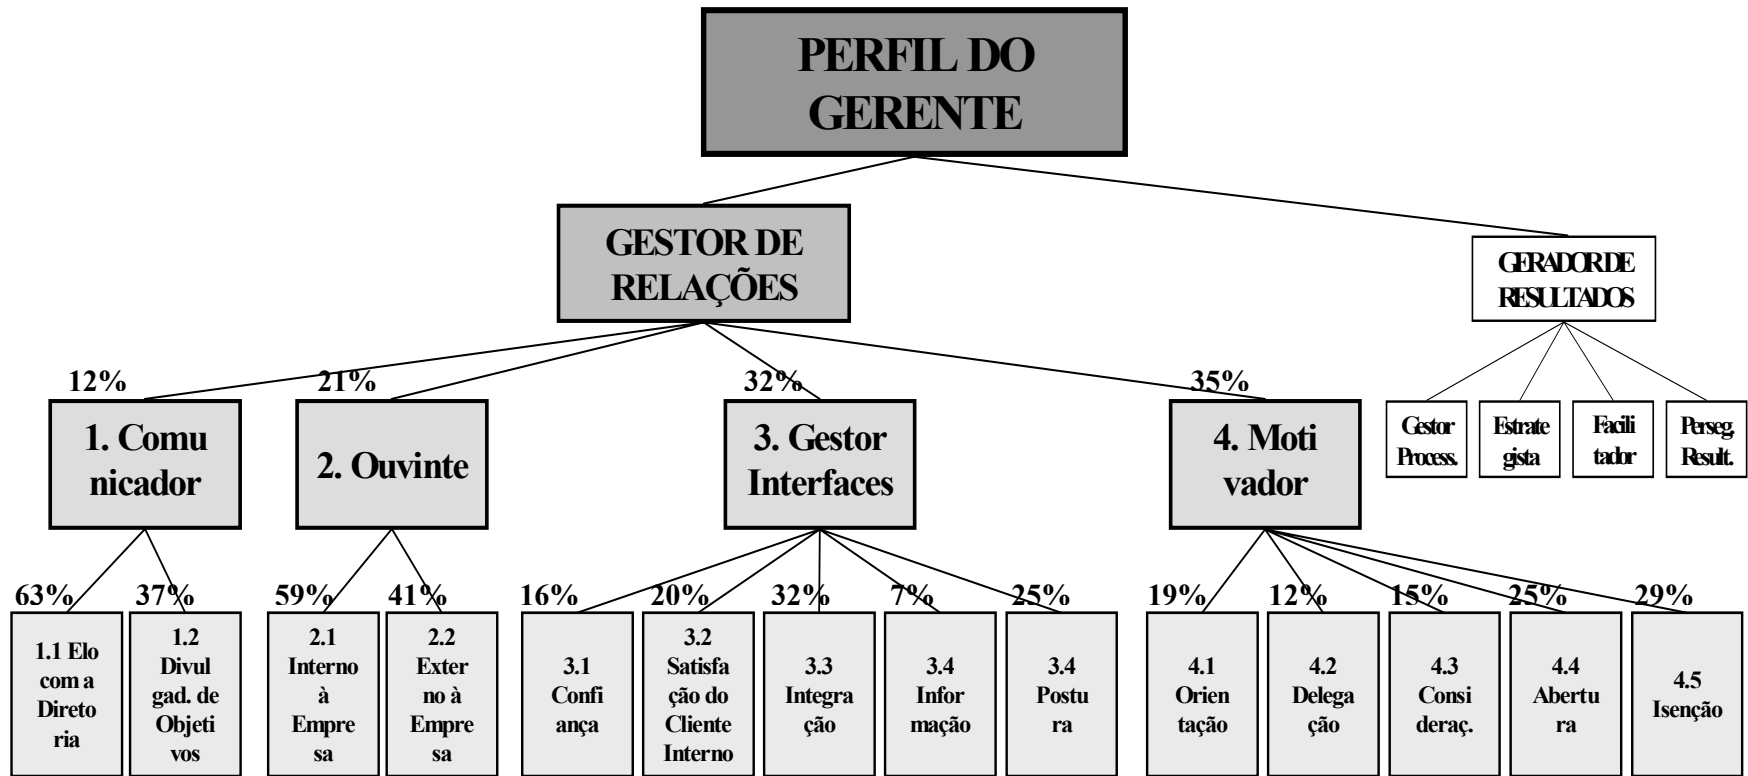 PERFIL DO
GERENTE
GESTOR DE
RELAÇÕES
GERADOR DE
RESULTADOS
12%
21%
32%
35%
1. Comu
nicador
2. Ouvinte
3. Gestor
Interfaces
4. Moti
vador
Gestor
Process.
Estrate
gista
Facili
tador
Perseg.
Result.
63%
37%
59%
41%
16%
20%
32%
7%
25%
19%
12%
15%
25%
29%
1.1 Elo
com a
Direto
ria
1.2
Divul
gad. de
Objeti
vos
2.1
Interno
à
Empre
sa
2.2
Exter
no à
Empre
sa
3.1
Confi
ança
3.2
Satisfa
ção do
Cliente
Interno
3.3
Integra
ção
3.4
Infor
mação
3.4
Postu
ra
4.1
Orien
tação
4.2
Delega
ção
4.3
Consi
deraç.
4.4
Abertu
ra
4.5
Isenção